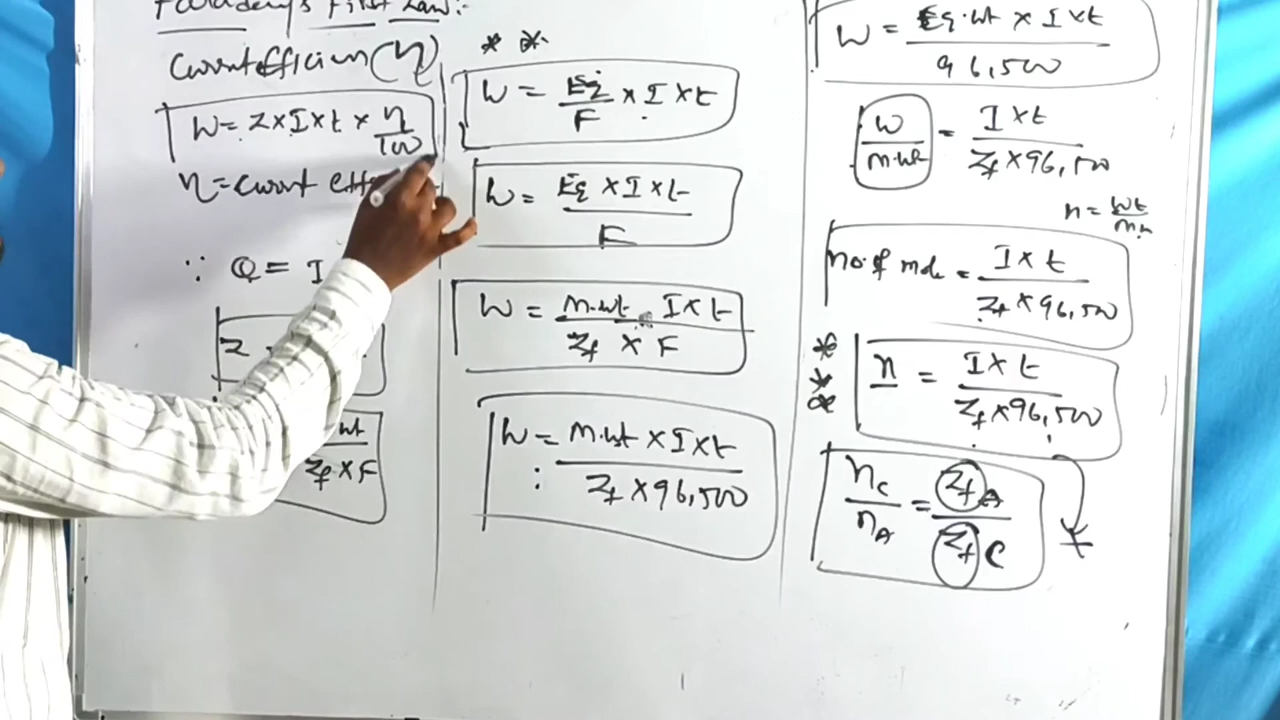 Faraday's First Law:-
Current efficiency (η)
W = Z × I × t × η/100
η = current eff
∵ Q = I
Z
wt
Zf × F
* *
W = Eq/F × I × t
W = Eq × I × t / F
W = m.wt I × t / Zf × F
W = m.wt × I × t / Zf × 96,500
W = Eq.wt × I × t / 96,500
W/m.wt = I × t / Zf × 96,500
n = wt/m.w
no. of mole = I × t / Zf × 96,500
* * *
n = I × t / Zf × 96,500
nC/nA = ZfA/ZfC